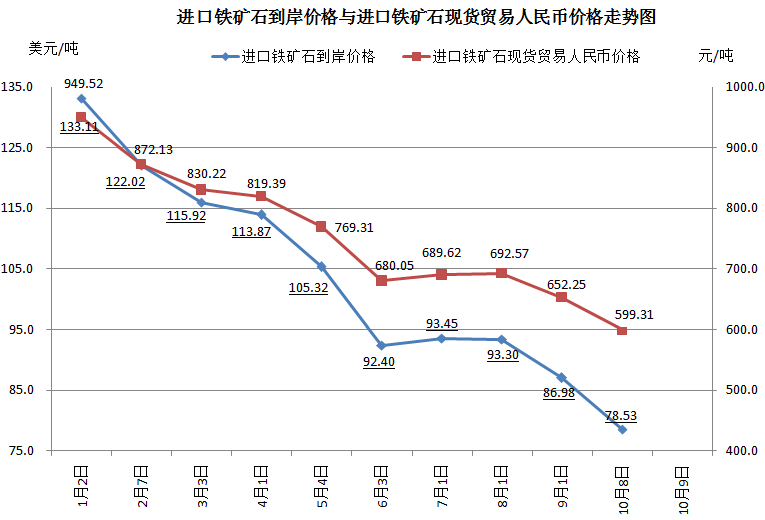 进口铁矿石到岸价格与进口铁矿石现货贸易人民币价格走势图
美元/吨
进口铁矿石到岸价格
进口铁矿石现货贸易人民币价格
元/吨
135.0
125.0
115.0
105.0
95.0
85.0
75.0
1000.0
900.0
800.0
700.0
600.0
500.0
400.0
949.52
872.13
830.22
819.39
769.31
680.05
689.62
692.57
652.25
599.31
133.11
122.02
115.92
113.87
105.32
92.40
93.45
93.30
86.98
78.53
1月2日
2月7日
3月3日
4月1日
5月4日
6月3日
7月1日
8月1日
9月1日
10月8日
10月9日